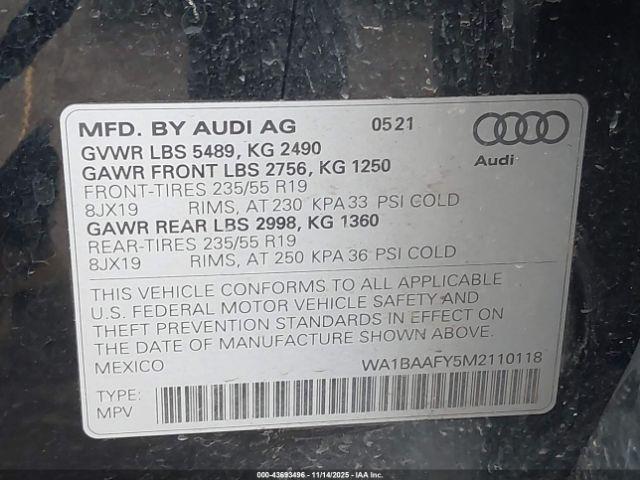 MFD. BY AUDI AG 0521
GVWR LBS 5489, KG 2490
GAWR FRONT LBS 2756, KG 1250
Audi
FRONT-TIRES 235/55 R19
8JX19 RIMS, AT 230 KPA 33 PSI COLD
GAWR REAR LBS 2998, KG 1360
REAR-TIRES 235/55 R19
8JX19 RIMS, AT 250 KPA 36 PSI COLD
THIS VEHICLE CONFORMS TO ALL APPLICABLE
U.S. FEDERAL MOTOR VEHICLE SAFETY AND
THEFT PREVENTION STANDARDS IN EFFECT ON
THE DATE OF MANUFACTURE SHOWN ABOVE.
MEXICO WA1BAAFY5M2110118
TYPE:
MPV
000-43693496 - 11/14/2025 - IAA Inc.